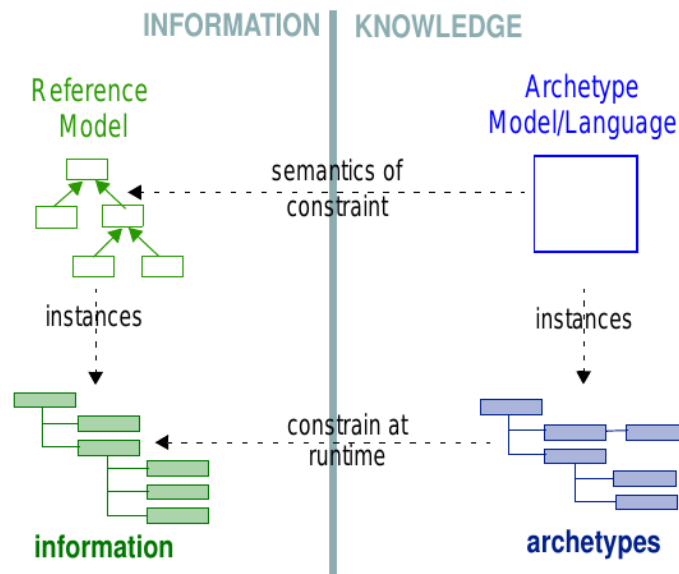 INFORMATION KNOWLEDGE
Reference
Model
Archetype
Model/Language
semantics of
constraint
instances
instances
constrain at
runtime
information
archetypes